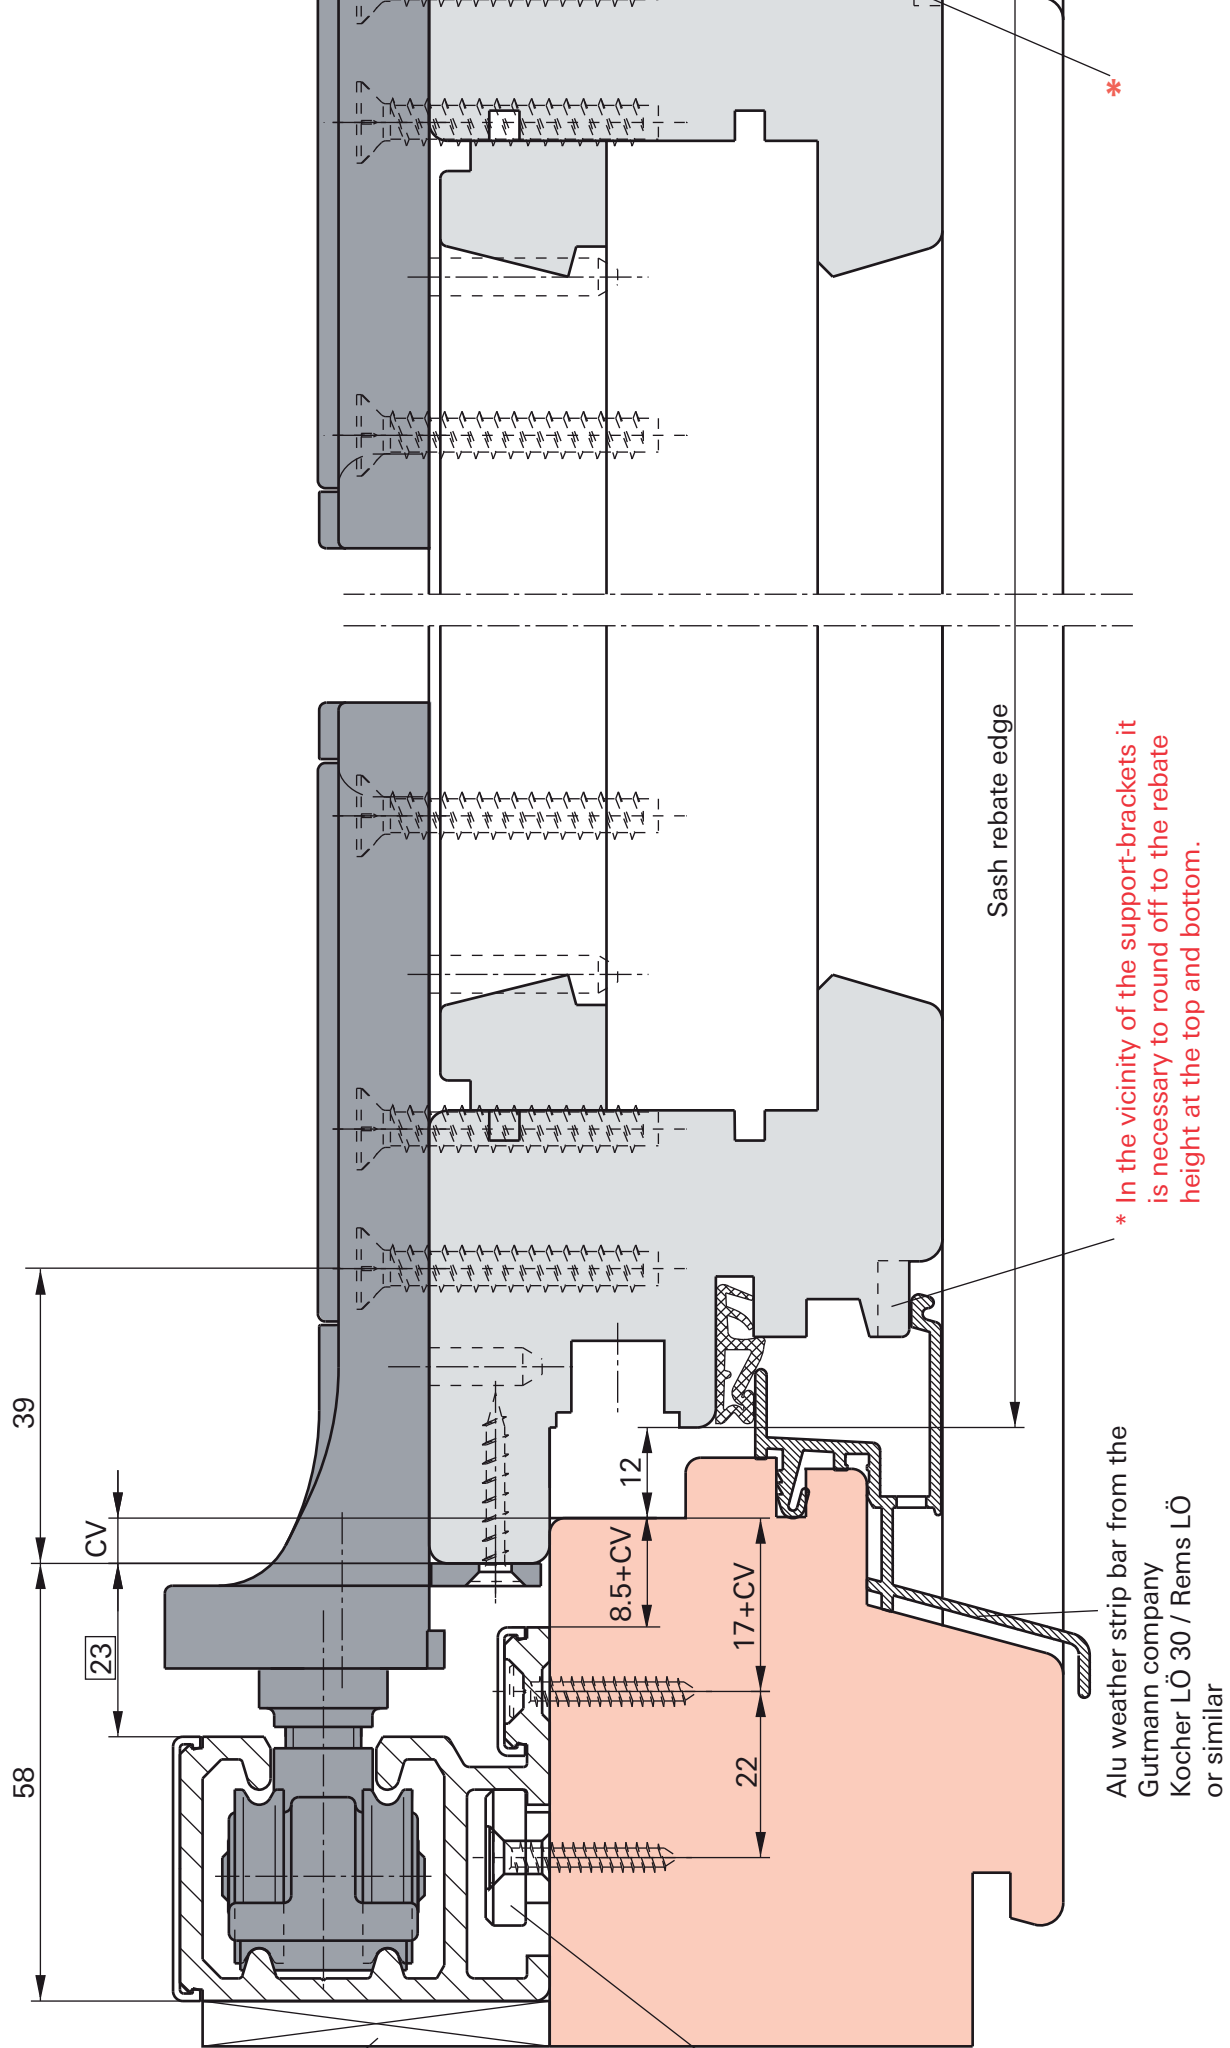 39
CV
23
58
12
8.5+CV
17+CV
22
Sash rebate edge
*
* In the vicinity of the support-brackets it
is necessary to round off to the rebate
height at the top and bottom.
Alu weather strip bar from the
Gutmann company
Kocher LÖ 30 / Rems LÖ
or similar